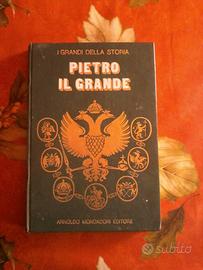 I GRANDI DELLA STORIA
PIETRO
IL GRANDE
ARNOLDO MONDADORI EDITORE
subito